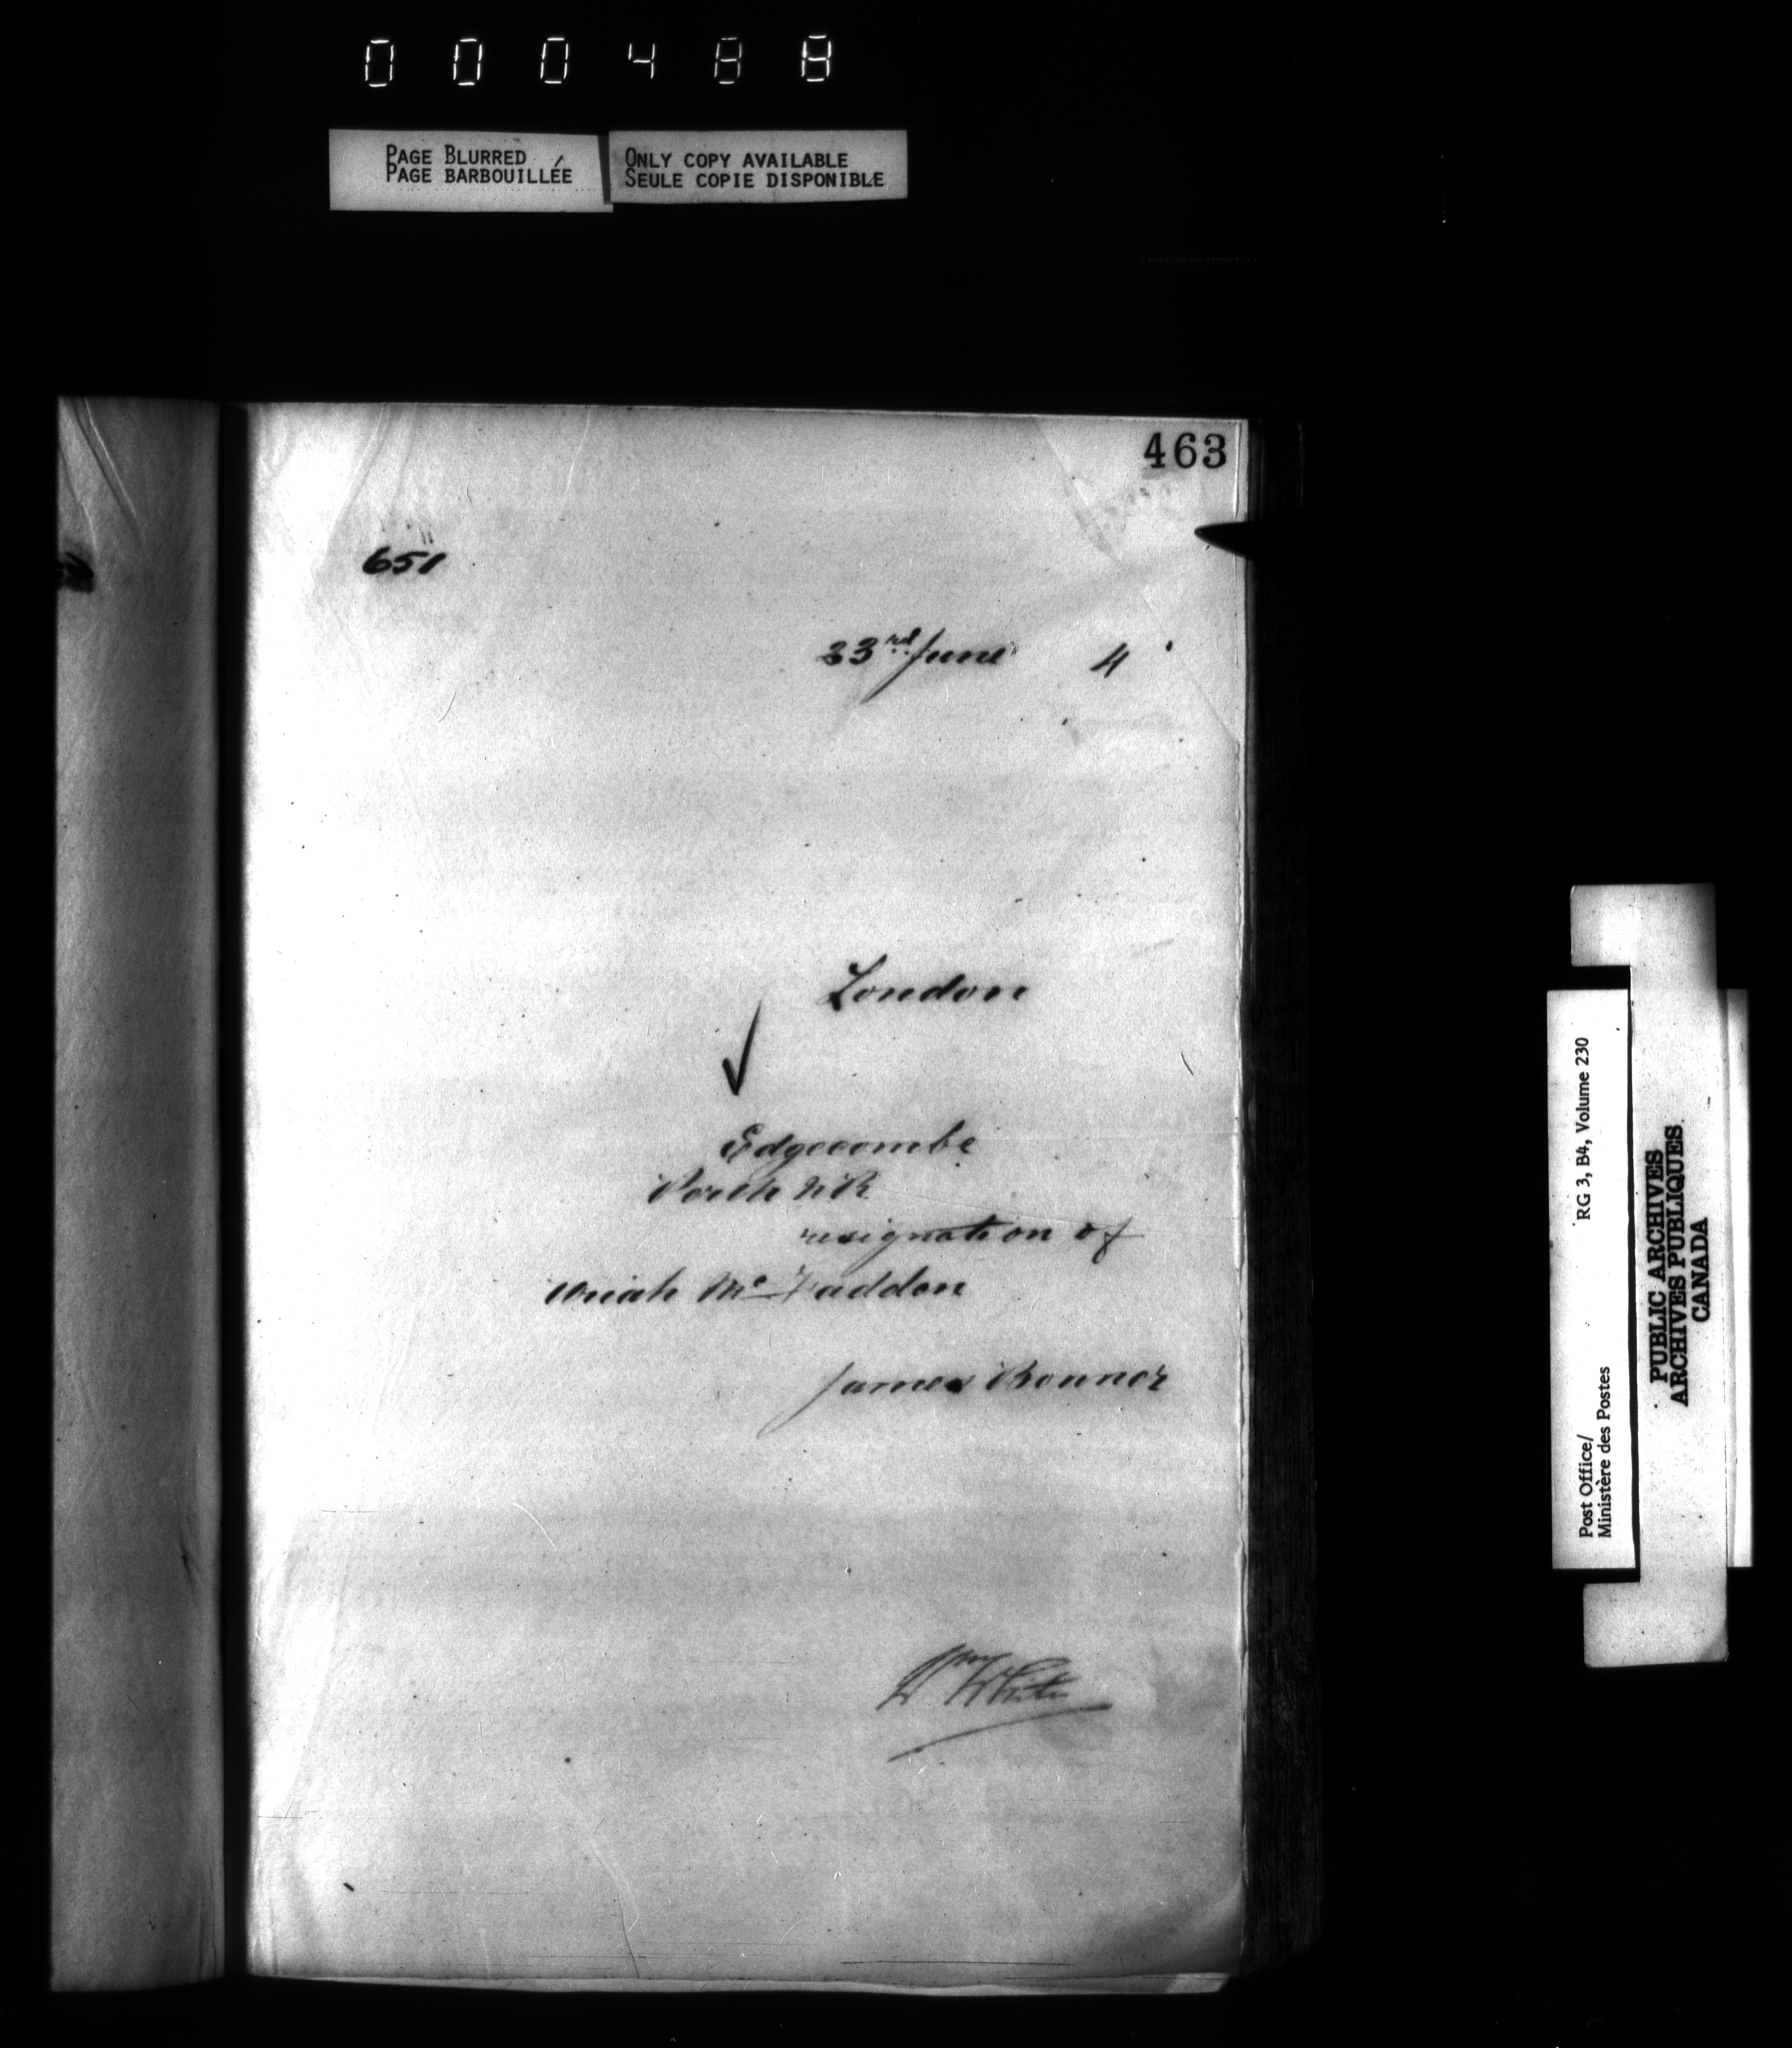 000488
PAGE BLURRED
PAGE BARBOUILLÉE
ONLY COPY AVAILABLE
SEULE COPIE DISPONIBLE
463
651
23rd June 4
London
Edgecombe
Perth N R
resignation of
Uriah McFadden
James Bonner
Wm White
Post Office/
Ministère des Postes
RG 3, B4, Volume 230
PUBLIC ARCHIVES
ARCHIVES PUBLIQUES
CANADA